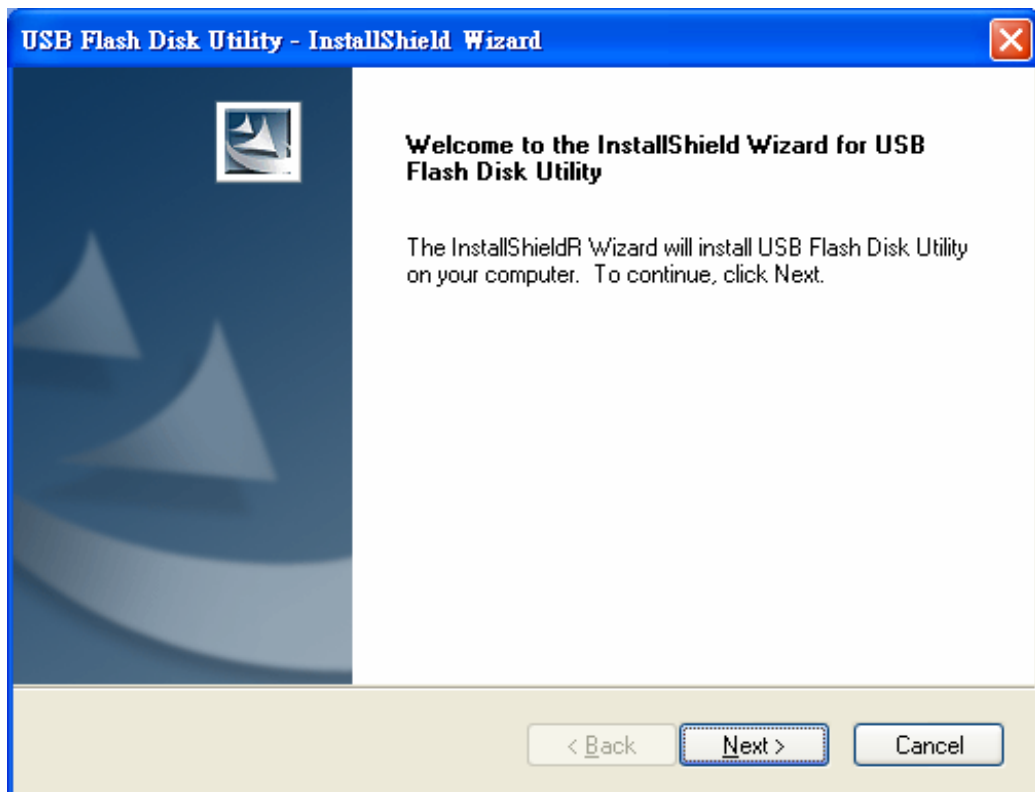 USB Flash Disk Utility - InstallShield Wizard
Welcome to the InstallShield Wizard for USB
Flash Disk Utility
The InstallShieldR Wizard will install USB Flash Disk Utility
on your computer.  To continue, click Next.
< Back
Next >
Cancel